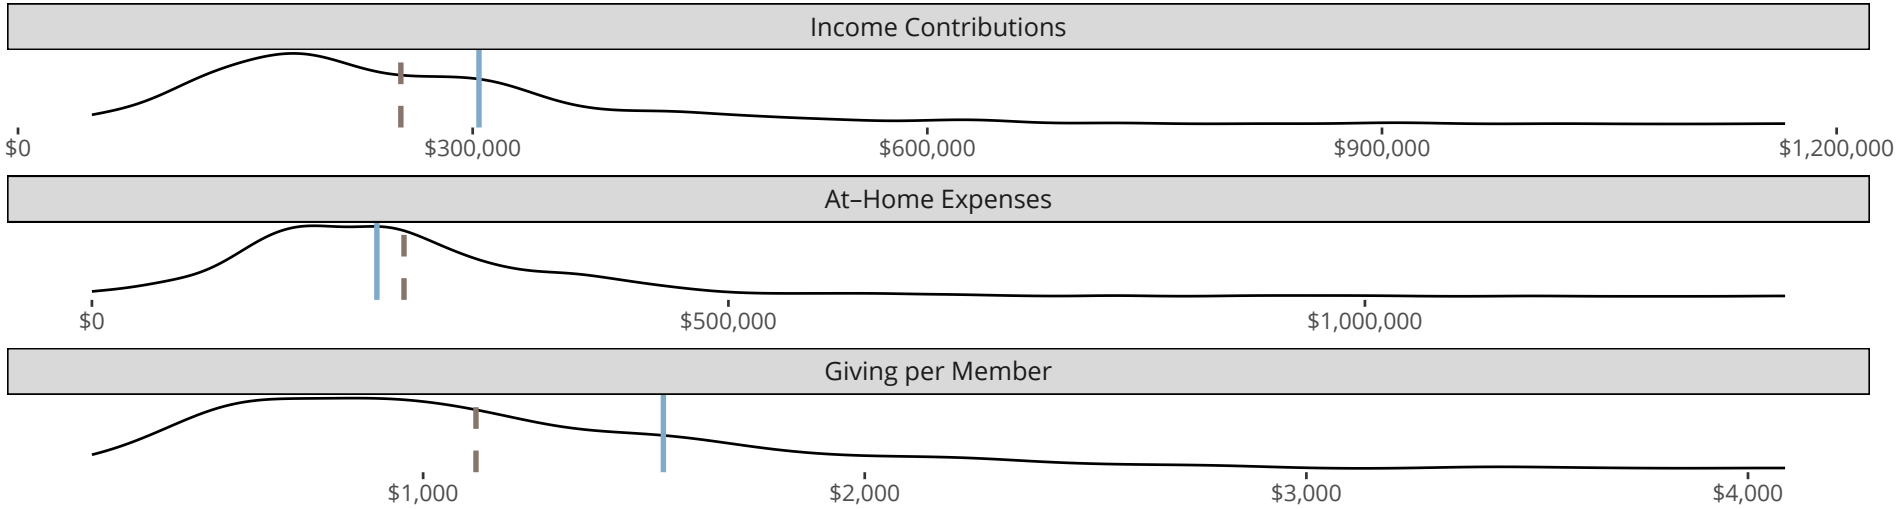 Income Contributions
$0 $300,000 $600,000 $900,000 $1,200,000
At–Home Expenses
$0 $500,000 $1,000,000
Giving per Member
$1,000 $2,000 $3,000 $4,000